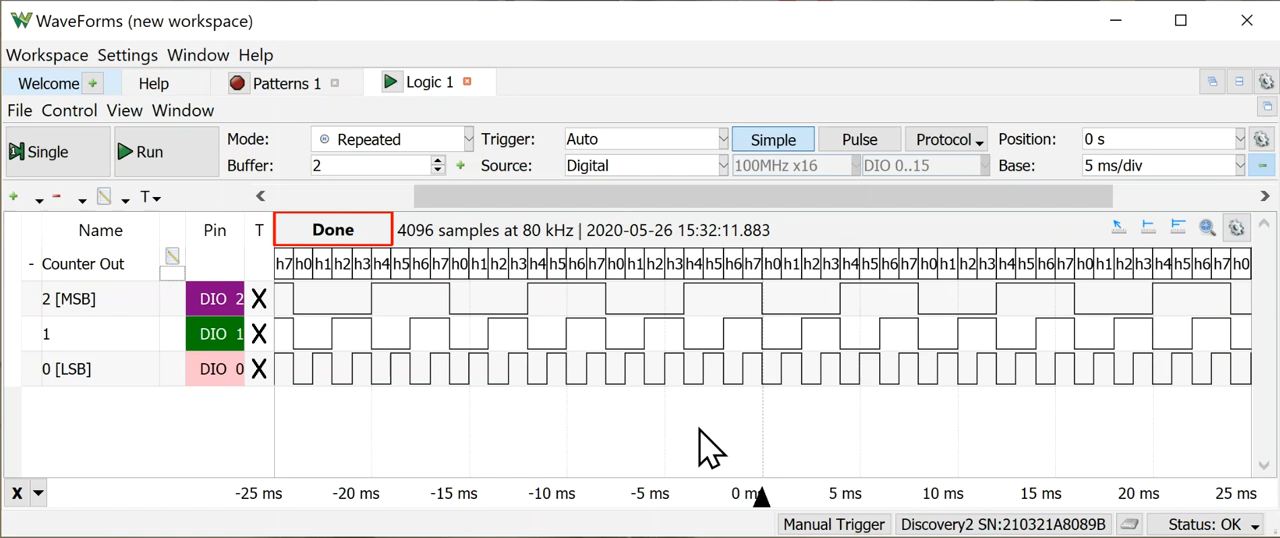 WaveForms (new workspace)
Workspace Settings Window Help
Welcome + Help Patterns 1 Logic 1
File Control View Window
Single Run Mode: Repeated Trigger: Auto Simple Pulse Protocol Position: 0 s
Buffer: 2 Source: Digital 100MHz x16 DIO 0..15 Base: 5 ms/div
T
Name Pin T Done 4096 samples at 80 kHz | 2020-05-26 15:32:11.883
- Counter Out h7 h0 h1 h2 h3 h4 h5 h6 h7 h0 h1 h2 h3 h4 h5 h6 h7 h0 h1 h2 h3 h4 h5 h6 h7 h0 h1 h2 h3 h4 h5 h6 h7 h0 h1 h2 h3 h4 h5 h6 h7 h0 h1 h2 h3 h4 h5 h6 h7 h0
2 [MSB] DIO 2 X
1 DIO 1 X
0 [LSB] DIO 0 X
X -25 ms -20 ms -15 ms -10 ms -5 ms 0 ms 5 ms 10 ms 15 ms 20 ms 25 ms
Manual Trigger Discovery2 SN:210321A8089B Status: OK